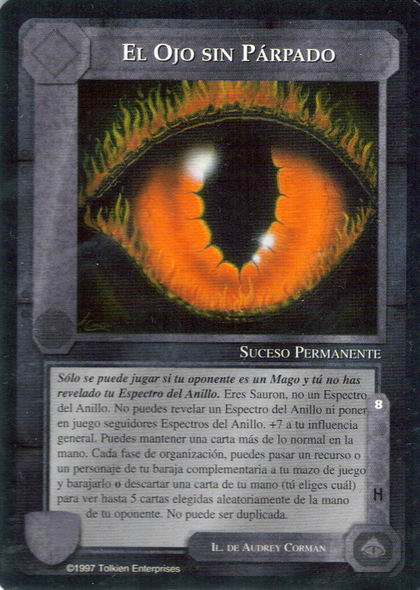 El Ojo sin Párpado
Suceso Permanente
Sólo se puede jugar si tu oponente es un Mago y tú no has
revelado tu Espectro del Anillo. Eres Sauron, no un Espectro
del Anillo. No puedes revelar un Espectro del Anillo ni poner
en juego seguidores Espectros del Anillo. +7 a tu influencia
general. Puedes mantener una carta más de lo normal en la
mano. Cada fase de organización, puedes pasar un recurso o
un personaje de tu baraja complementaria a tu mazo de juego
y barajarlo o descartar una carta de tu mano (tú eliges cuál)
para ver hasta 5 cartas elegidas aleatoriamente de la mano
de tu oponente. No puede ser duplicada.
8
H
Il. de Audrey Corman
©1997 Tolkien Enterprises